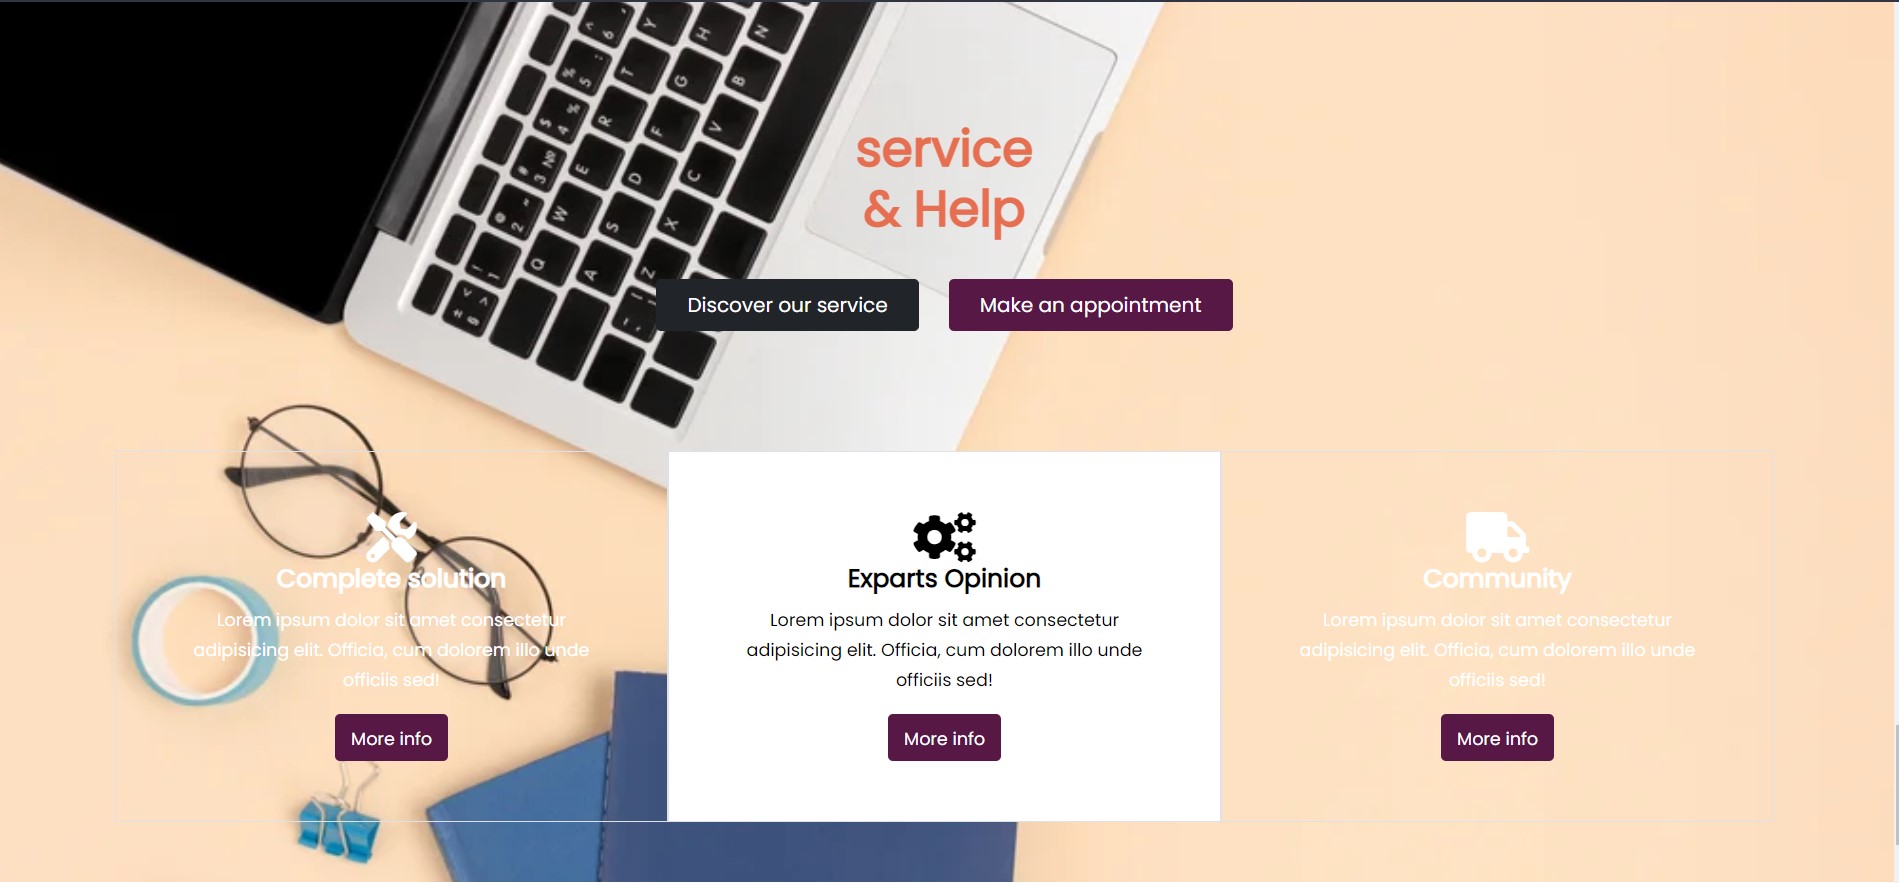 service
& Help
Discover our service
Make an appointment
Complete solution
Lorem ipsum dolor sit amet consectetur
adipisicing elit. Officia, cum dolorem illo unde
officiis sed!
More info
Exparts Opinion
Lorem ipsum dolor sit amet consectetur
adipisicing elit. Officia, cum dolorem illo unde
officiis sed!
More info
Community
Lorem ipsum dolor sit amet consectetur
adipisicing elit. Officia, cum dolorem illo unde
officiis sed!
More info